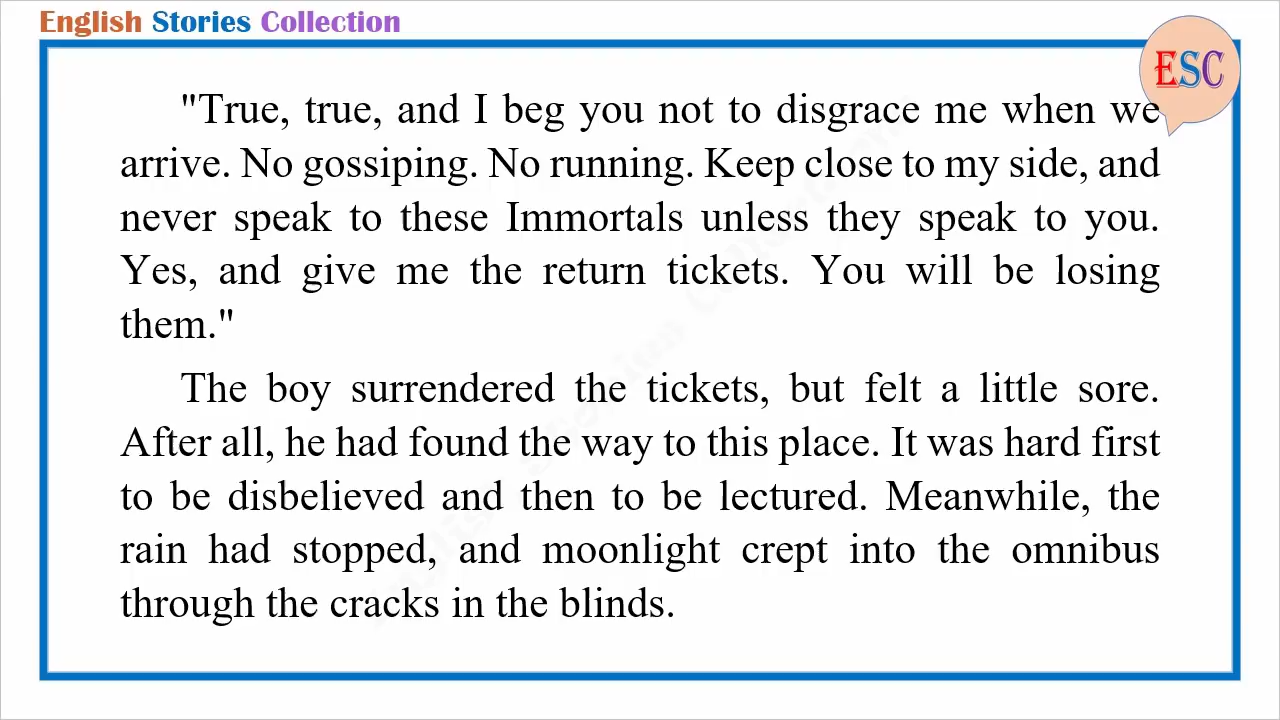 English Stories Collection
ESC
"True, true, and I beg you not to disgrace me when we
arrive. No gossiping. No running. Keep close to my side, and
never speak to these Immortals unless they speak to you.
Yes, and give me the return tickets. You will be losing
them."
The boy surrendered the tickets, but felt a little sore.
After all, he had found the way to this place. It was hard first
to be disbelieved and then to be lectured. Meanwhile, the
rain had stopped, and moonlight crept into the omnibus
through the cracks in the blinds.